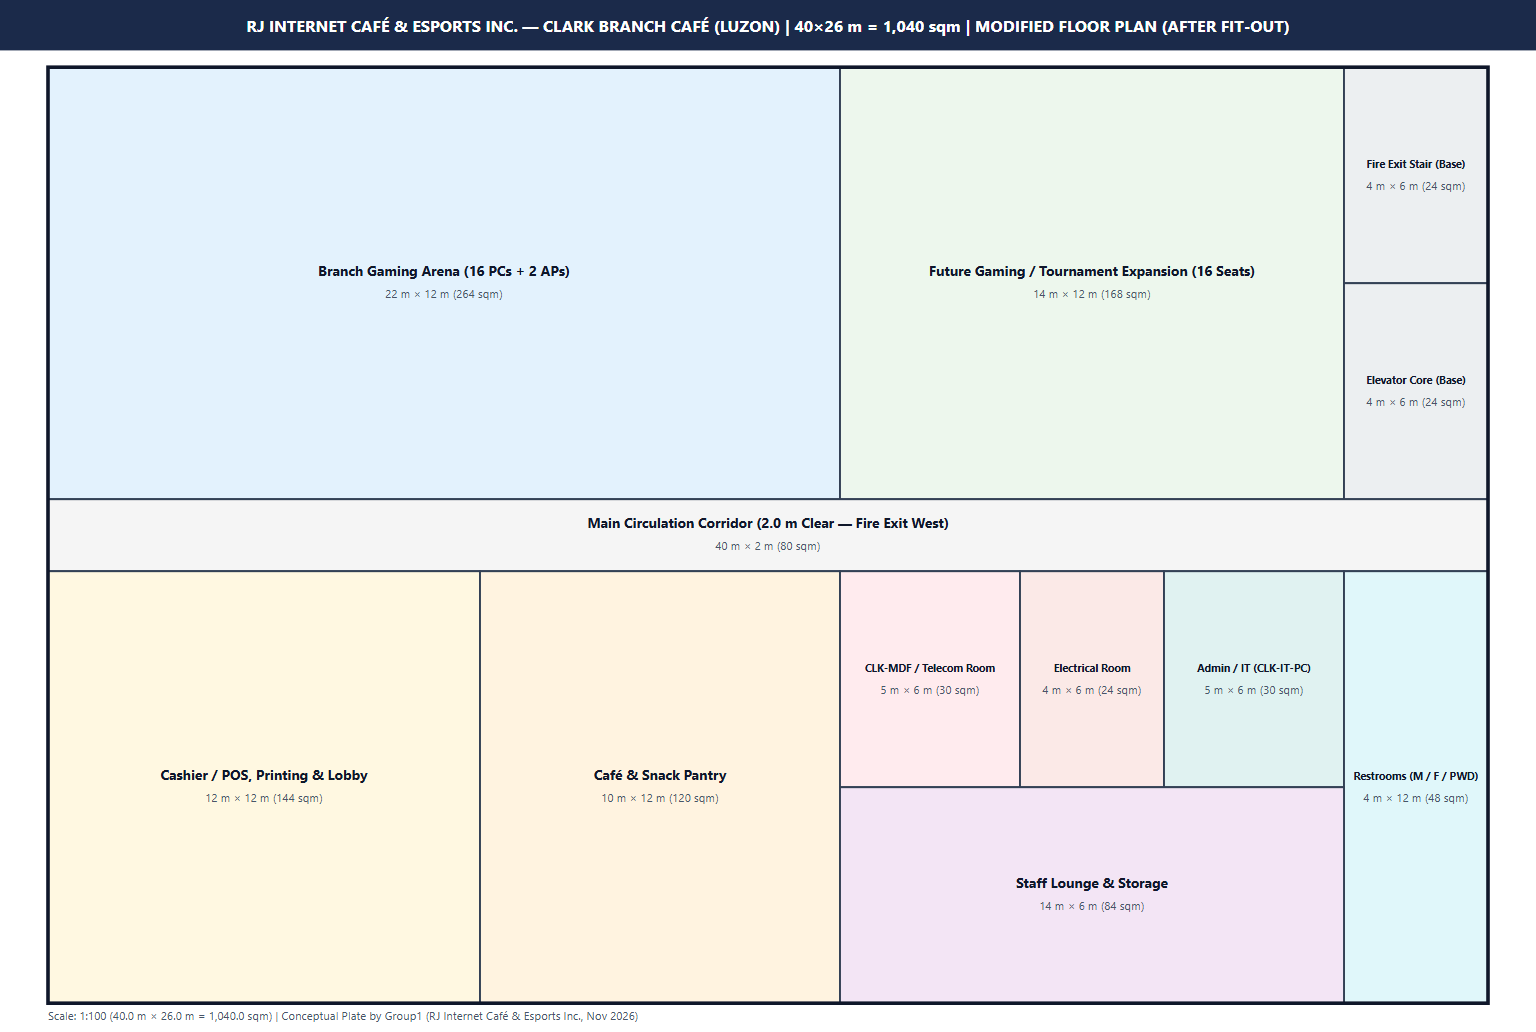 RJ INTERNET CAFÉ & ESPORTS INC. — CLARK BRANCH CAFÉ (LUZON) | 40×26 m = 1,040 sqm | MODIFIED FLOOR PLAN (AFTER FIT-OUT)
Branch Gaming Arena (16 PCs + 2 APs)
22 m × 12 m (264 sqm)
Future Gaming / Tournament Expansion (16 Seats)
14 m × 12 m (168 sqm)
Fire Exit Stair (Base)
4 m × 6 m (24 sqm)
Elevator Core (Base)
4 m × 6 m (24 sqm)
Main Circulation Corridor (2.0 m Clear — Fire Exit West)
40 m × 2 m (80 sqm)
Cashier / POS, Printing & Lobby
12 m × 12 m (144 sqm)
Café & Snack Pantry
10 m × 12 m (120 sqm)
CLK-MDF / Telecom Room
5 m × 6 m (30 sqm)
Electrical Room
4 m × 6 m (24 sqm)
Admin / IT (CLK-IT-PC)
5 m × 6 m (30 sqm)
Restrooms (M / F / PWD)
4 m × 12 m (48 sqm)
Staff Lounge & Storage
14 m × 6 m (84 sqm)
Scale: 1:100 (40.0 m × 26.0 m = 1,040.0 sqm) | Conceptual Plate by Group1 (RJ Internet Café & Esports Inc., Nov 2026)